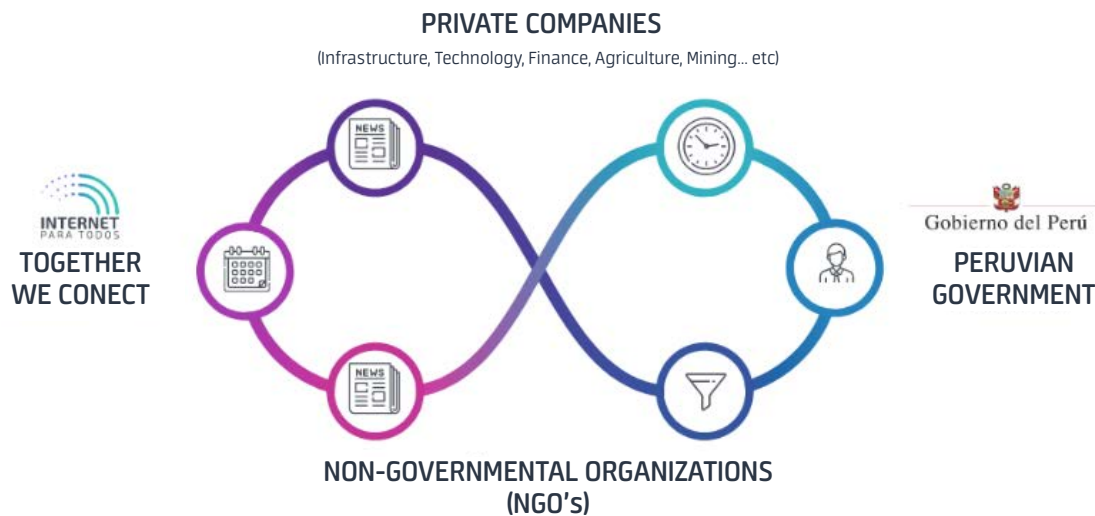 PRIVATE COMPANIES
(Infrastructure, Technology, Finance, Agriculture, Mining... etc)
NEWS
INTERNET
PARA TODOS
TOGETHER
WE CONECT
Gobierno del Perú
PERUVIAN
GOVERNMENT
NEWS
NON-GOVERNMENTAL ORGANIZATIONS
(NGO's)